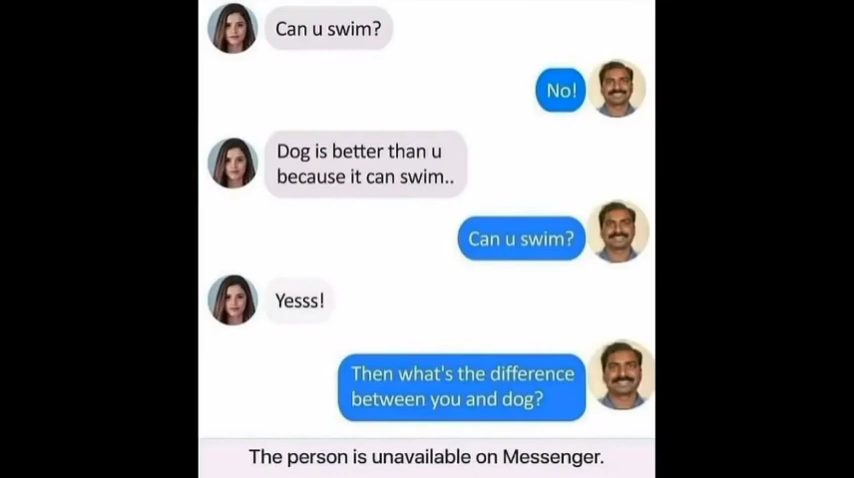 Can u swim?
No!
Dog is better than u
because it can swim..
Can u swim?
Yesss!
Then what's the difference
between you and dog?
The person is unavailable on Messenger.